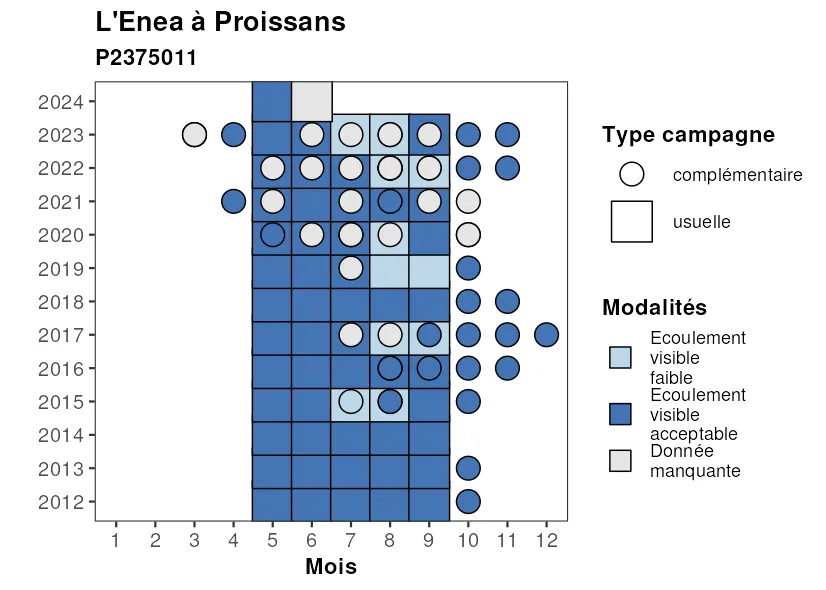 L'Enea à Proissans
P2375011
2024
2023
2022
2021
2020
2019
2018
2017
2016
2015
2014
2013
2012
1 2 3 4 5 6 7 8 9 10 11 12
Mois
Type campagne
complémentaire
usuelle
Modalités
Ecoulement
visible
faible
Ecoulement
visible
acceptable
Donnée
manquante